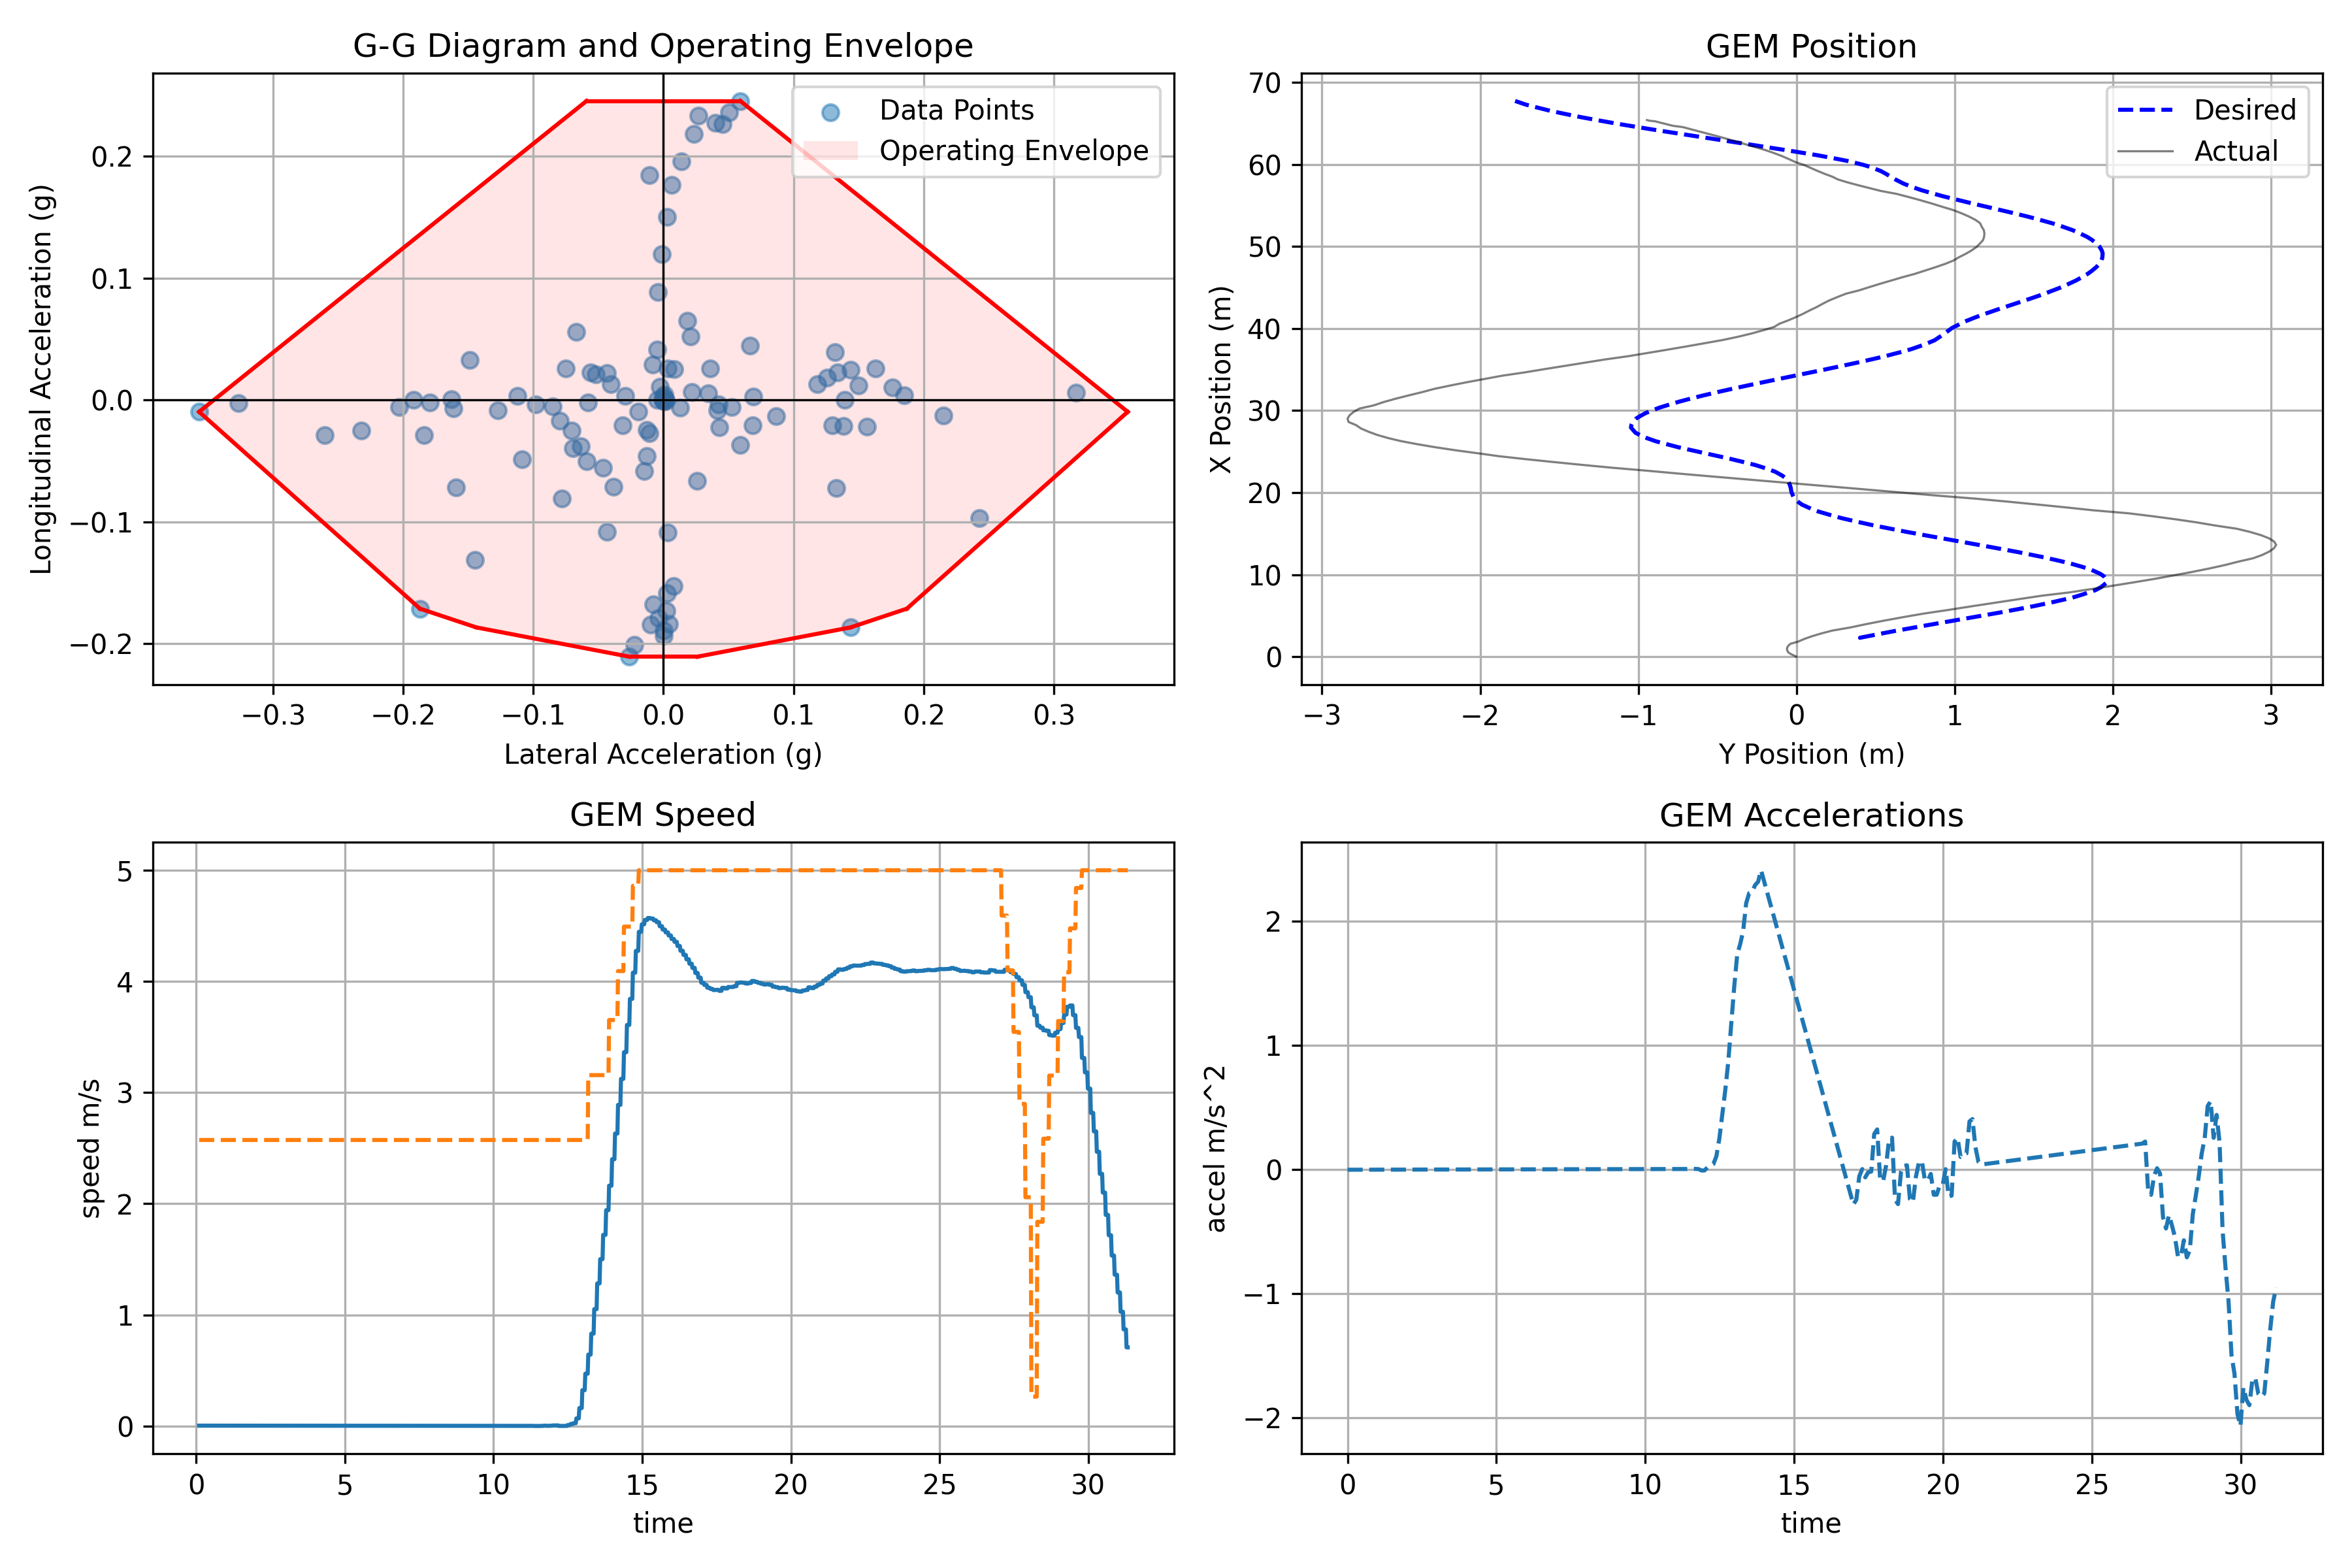 G-G Diagram and Operating Envelope
Data Points
Operating Envelope
Longitudinal Acceleration (g)
0.2
0.1
0.0
−0.1
−0.2
−0.3 −0.2 −0.1 0.0 0.1 0.2 0.3
Lateral Acceleration (g)
GEM Position
Desired
Actual
X Position (m)
70
60
50
40
30
20
10
0
−3 −2 −1 0 1 2 3
Y Position (m)
GEM Speed
speed m/s
5
4
3
2
1
0
0 5 10 15 20 25 30
time
GEM Accelerations
accel m/s^2
2
1
0
−1
−2
0 5 10 15 20 25 30
time